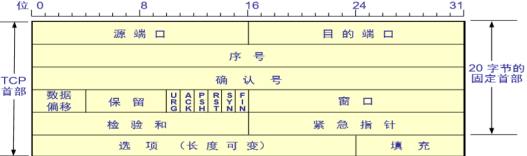 位 0 8 16 24 31
源端口 目的端口
序号
确认号
TCP 首部
20 字节的固定首部
数据偏移 保留 URG ACK PSH RST SYN FIN 窗口
检验和 紧急指针
选项 （长度可变） 填充